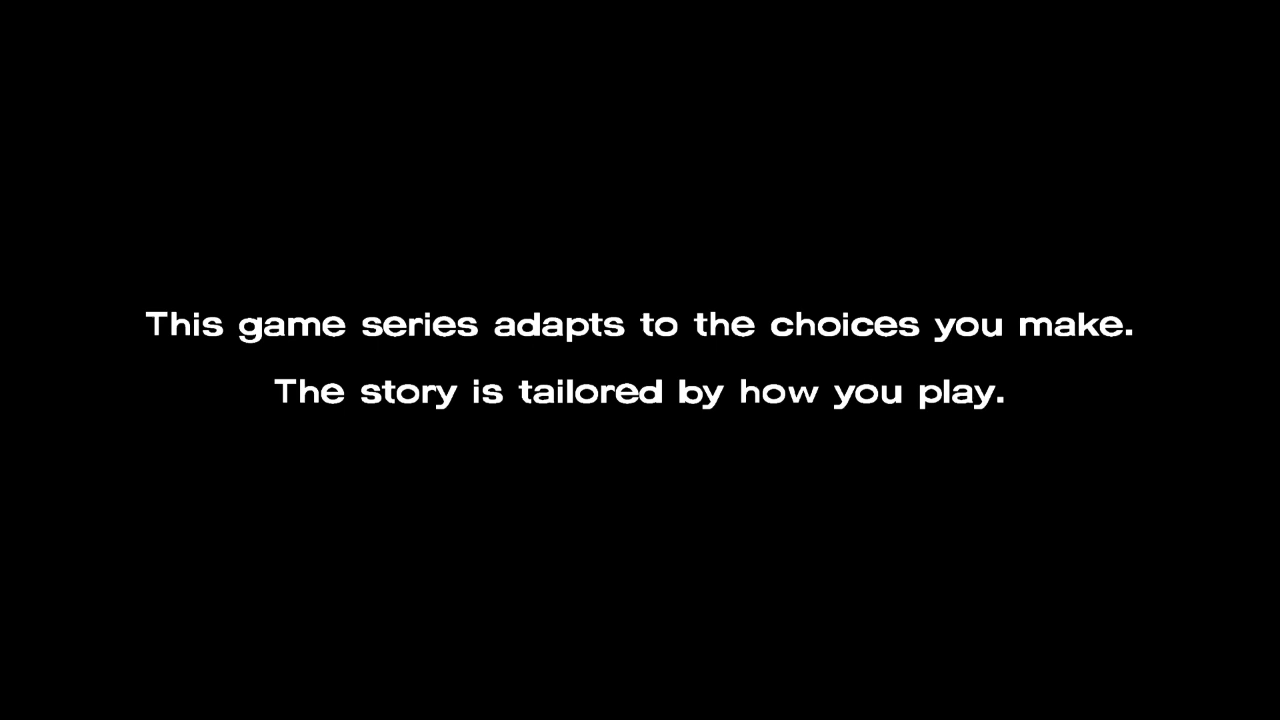 This game series adapts to the choices you make.
The story is tailored by how you play.